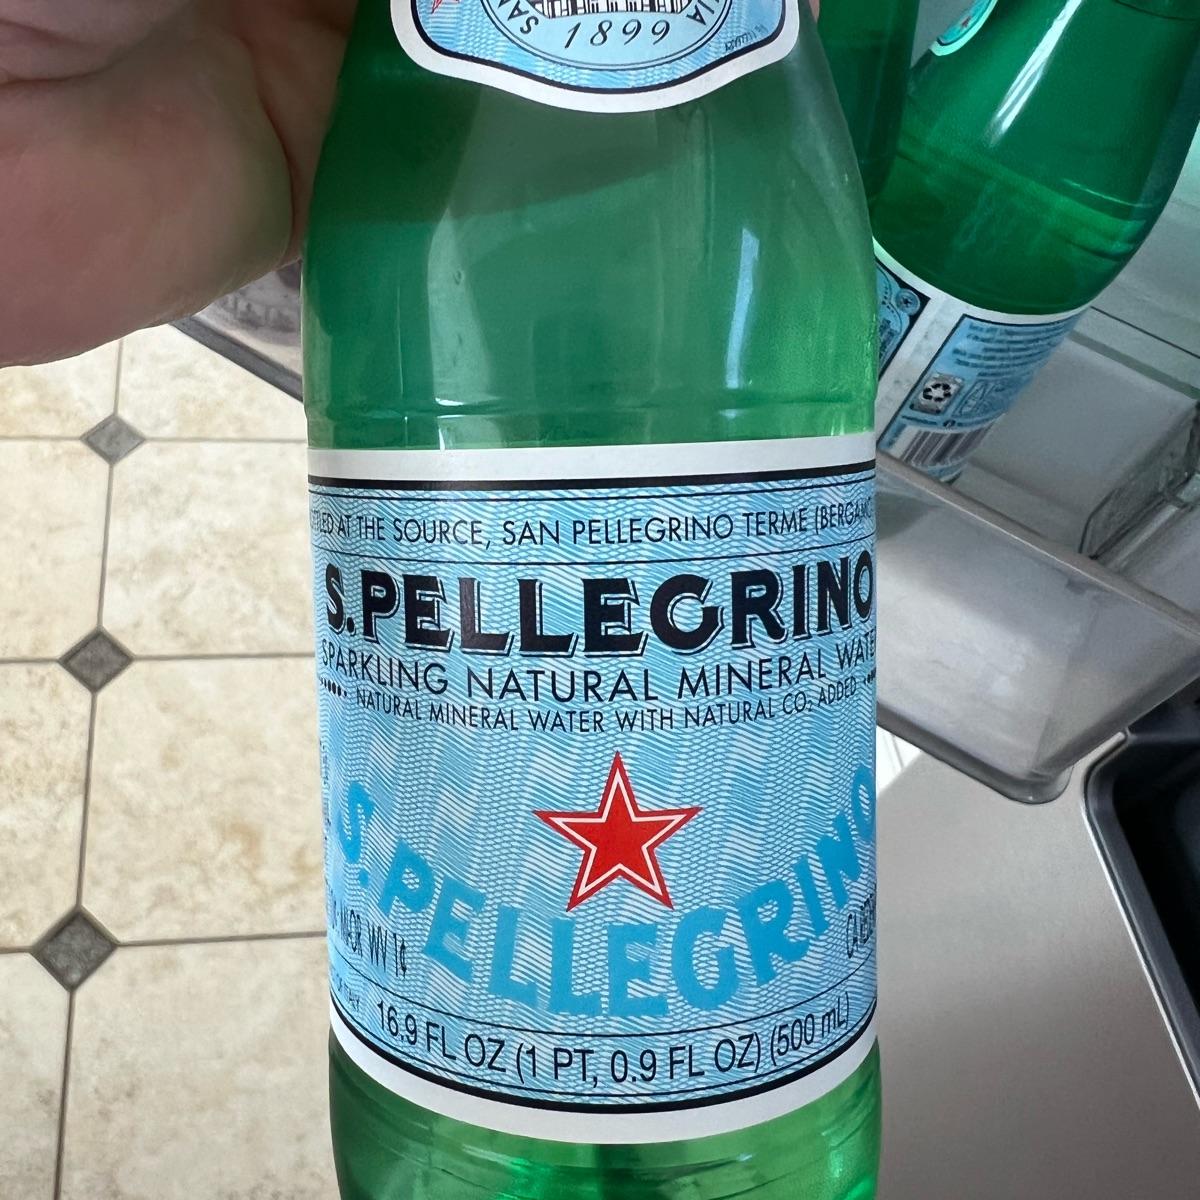 1899
AT THE SOURCE, SAN PELLEGRINO TERME
S.PELLEGRINO
SPARKLING NATURAL MINERAL
NATURAL MINERAL WATER WITH NATURAL CO₂ ADDED
S.PELLEGRINO
16.9 FL OZ (1 PT, 0.9 FL OZ) (500 mL)